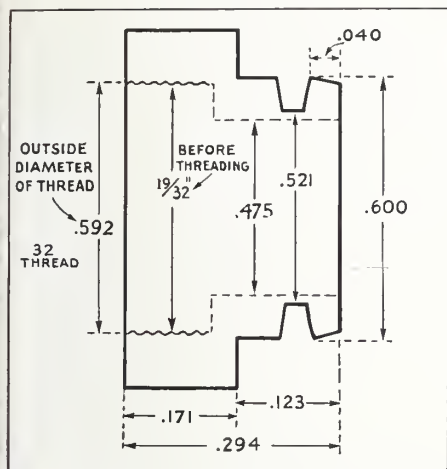 .040
OUTSIDE
DIAMETER
OF THREAD
.592
32
THREAD
BEFORE
THREADING
19/32"
.475
.521
.600
.171
.123
.294